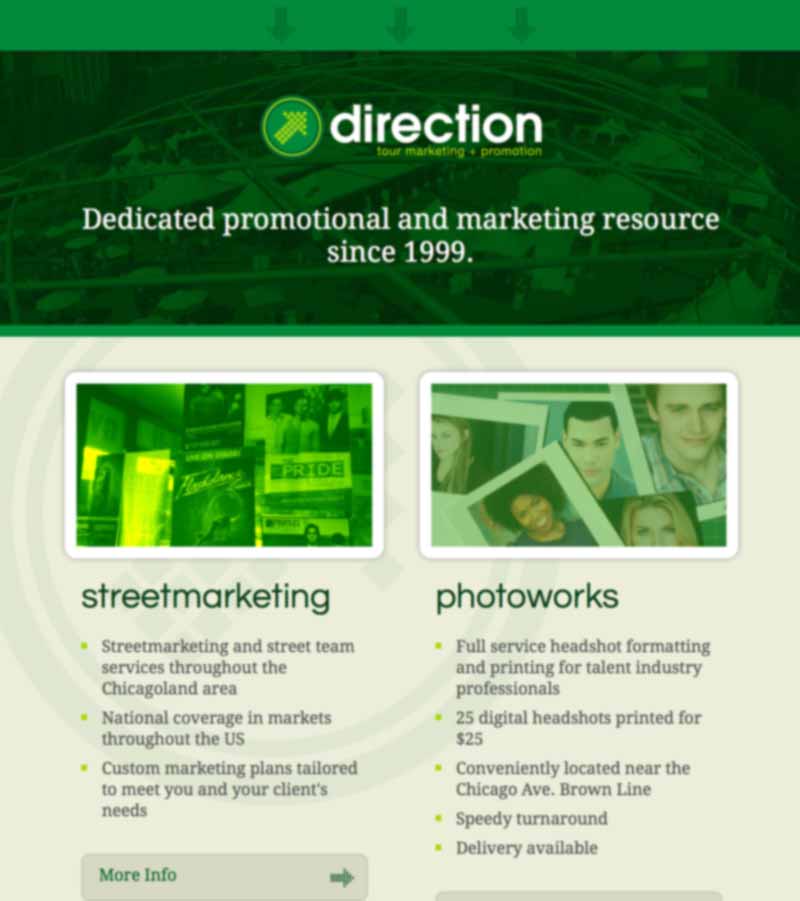 direction
tour marketing + promotion
Dedicated promotional and marketing resource
since 1999.
PRIDE
streetmarketing
Streetmarketing and street team
services throughout the
Chicagoland area
National coverage in markets
throughout the US
Custom marketing plans tailored
to meet you and your client's
needs
More Info
photoworks
Full service headshot formatting
and printing for talent industry
professionals
25 digital headshots printed for
$25
Conveniently located near the
Chicago Ave. Brown Line
Speedy turnaround
Delivery available